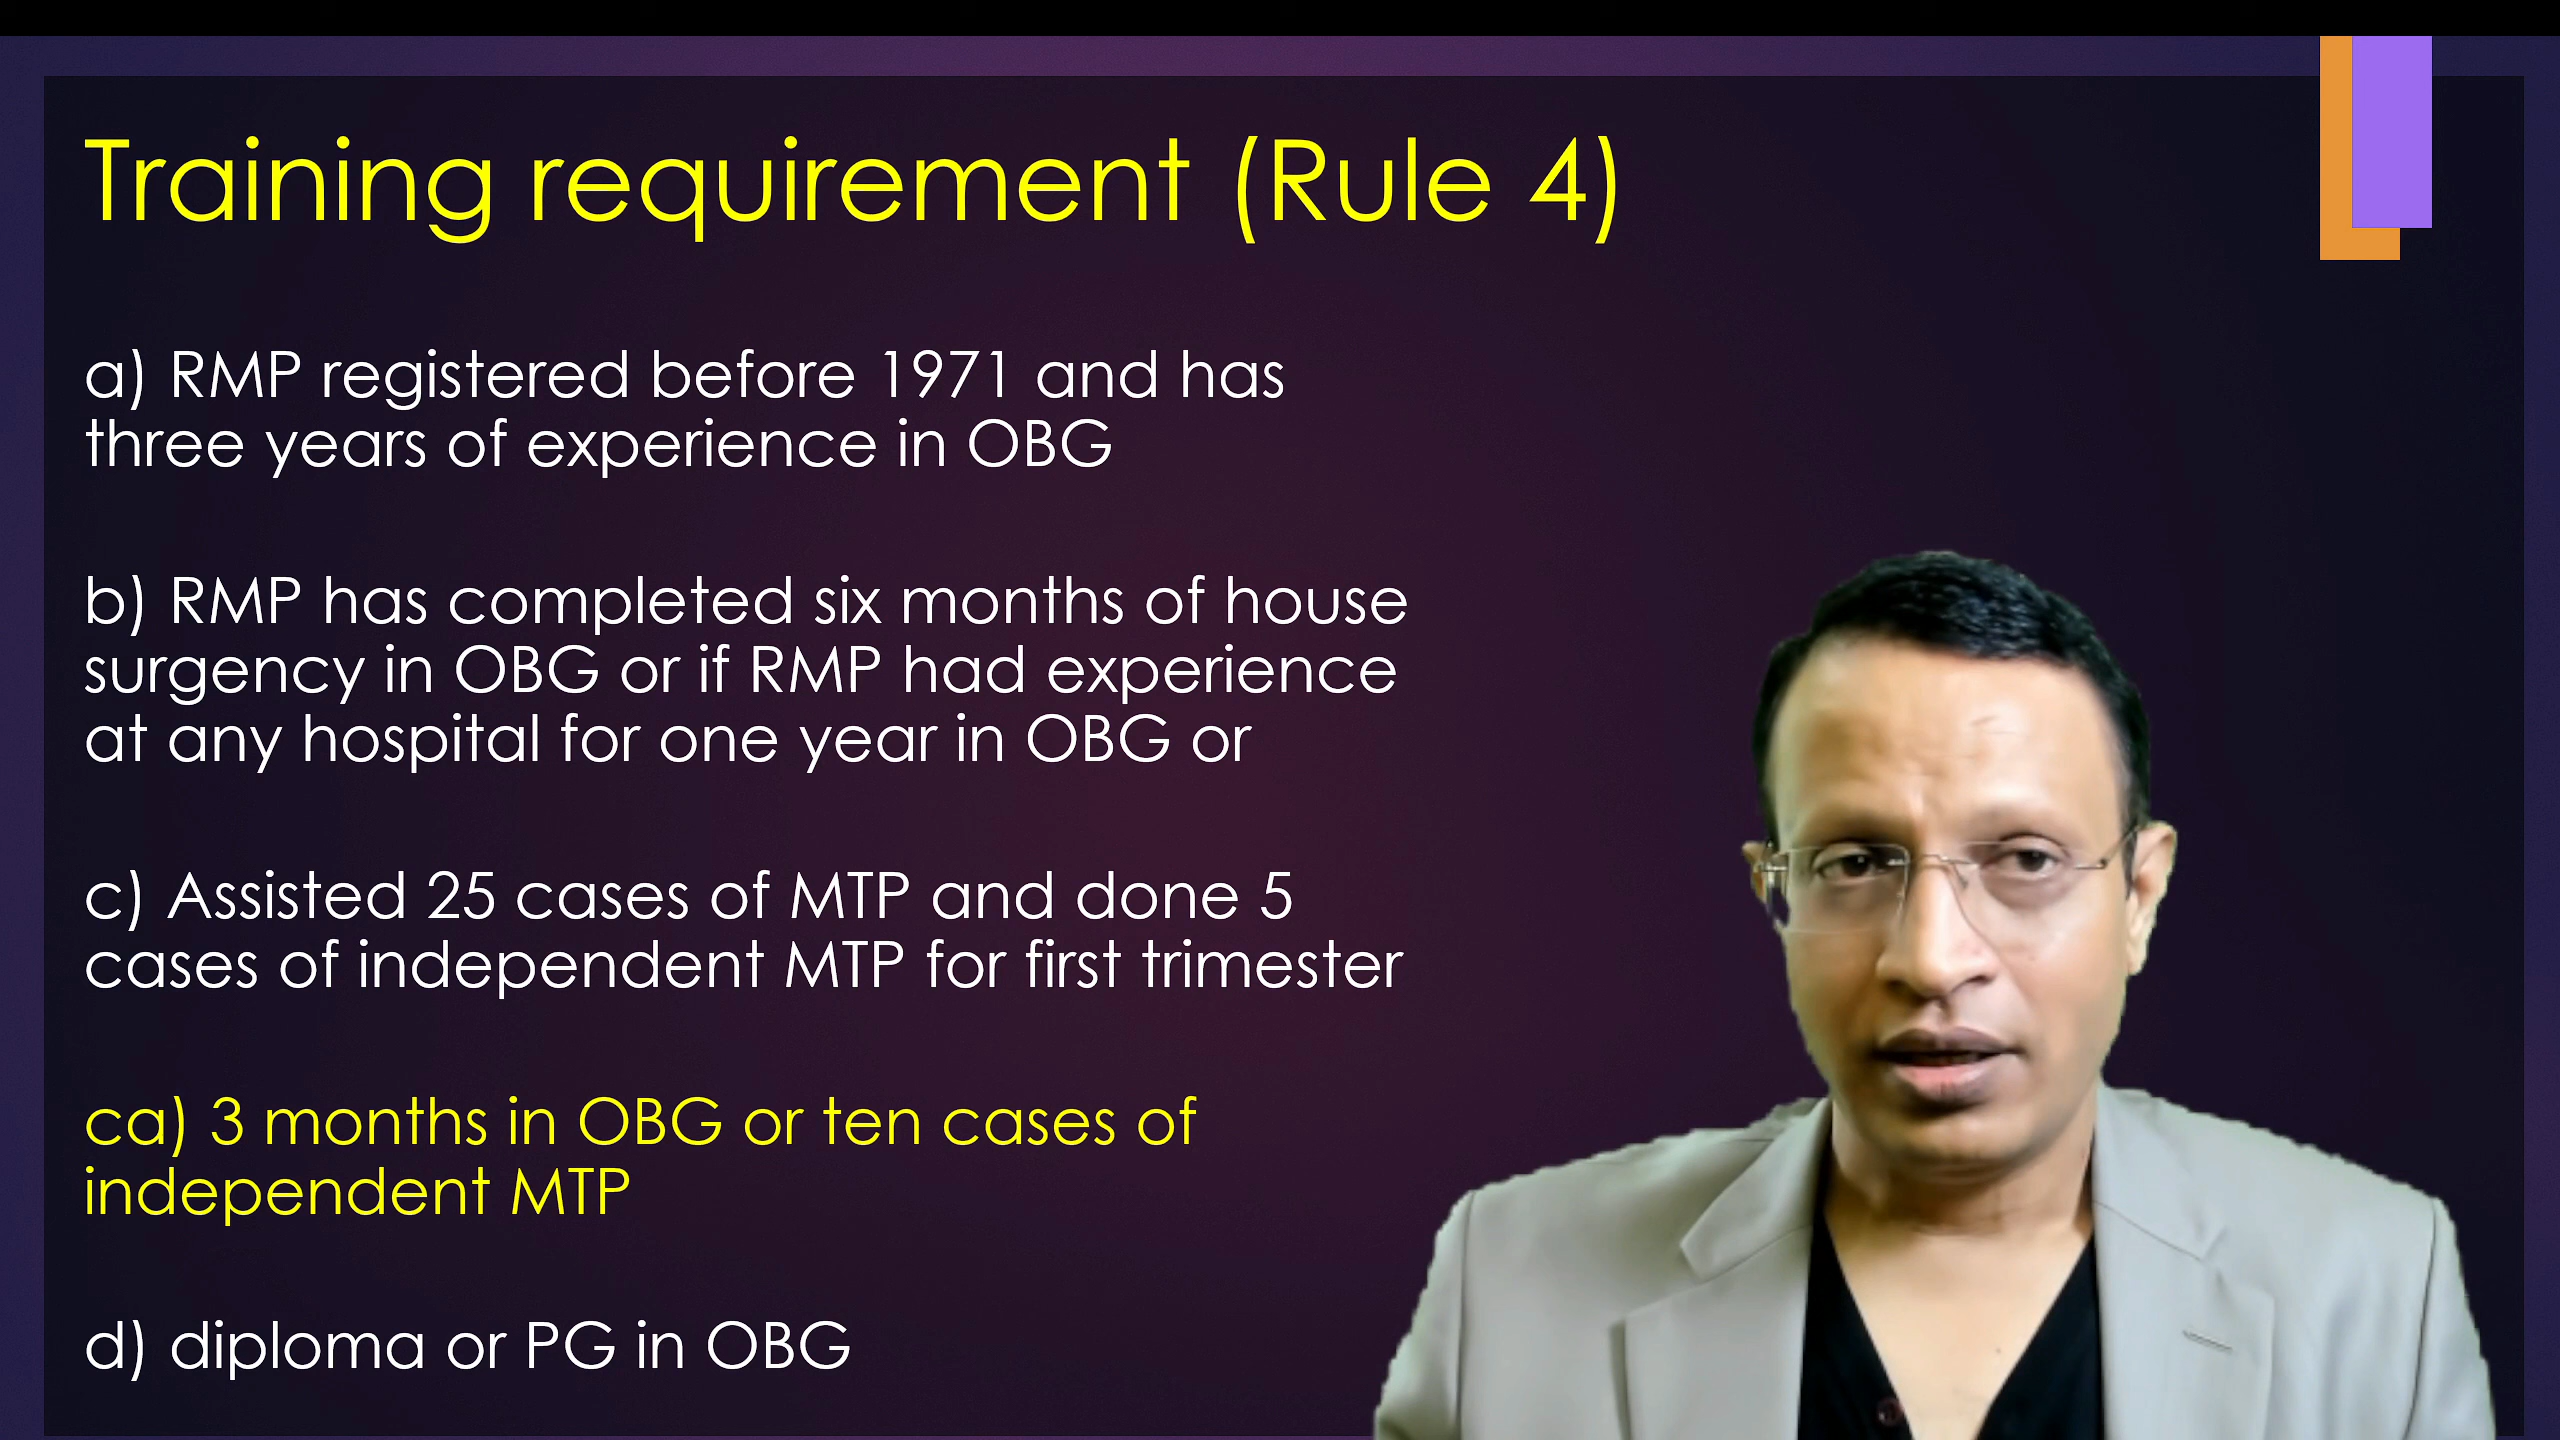 Training requirement (Rule 4)
a) RMP registered before 1971 and has
three years of experience in OBG
b) RMP has completed six months of house
surgency in OBG or if RMP had experience
at any hospital for one year in OBG or
c) Assisted 25 cases of MTP and done 5
cases of independent MTP for first trimester
ca) 3 months in OBG or ten cases of
independent MTP
d) diploma or PG in OBG